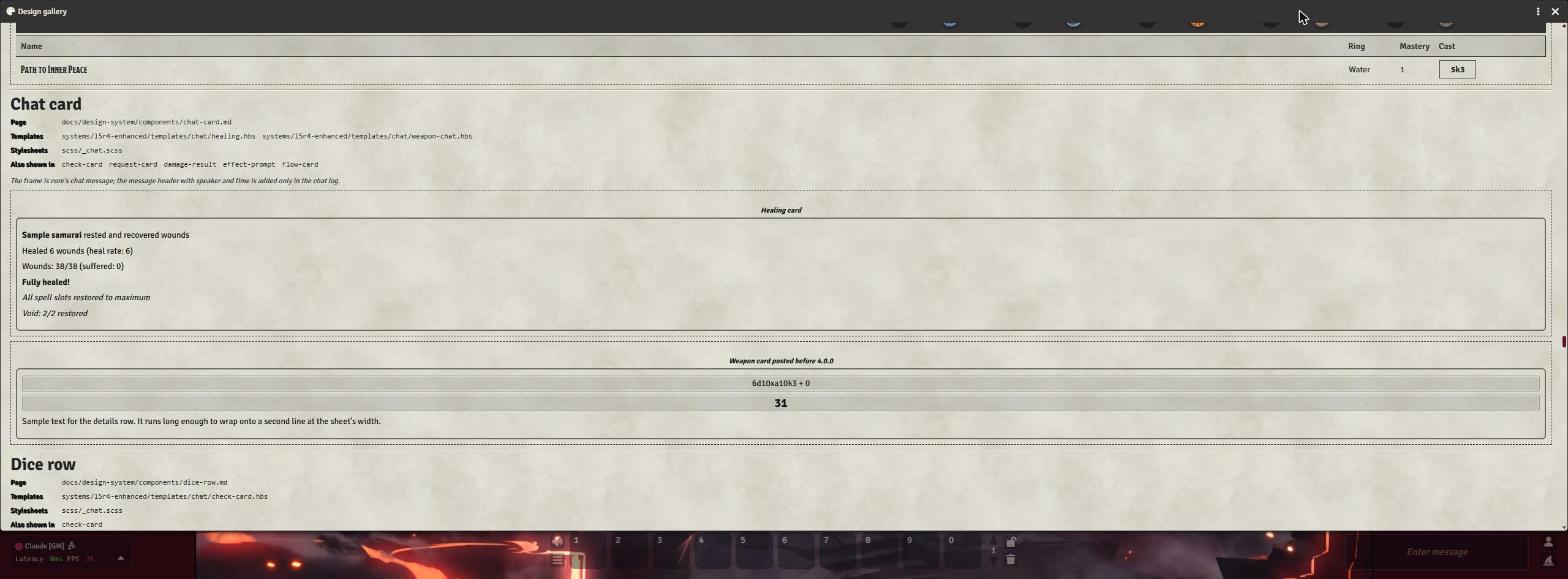 Design gallery
Name Ring Mastery Cast
Path to Inner Peace Water 1 5k3
Chat card
Page docs/design-system/components/chat-card.md
Templates systems/l5r4-enhanced/templates/chat/healing.hbs systems/l5r4-enhanced/templates/chat/weapon-chat.hbs
Stylesheets scss/_chat.scss
Also shown in check-card request-card damage-result effect-prompt flow-card
The frame is core's chat message; the message header with speaker and time is added only in the chat log.
Healing card
Sample samurai rested and recovered wounds
Healed 6 wounds (heal rate: 6)
Wounds: 38/38 (suffered: 0)
Fully healed!
All spell slots restored to maximum
Void: 2/2 restored
Weapon card posted before 4.0.0
6d10xa10k3 + 0
31
Sample text for the details row. It runs long enough to wrap onto a second line at the sheet's width.
Dice row
Page docs/design-system/components/dice-row.md
Templates systems/l5r4-enhanced/templates/chat/check-card.hbs
Stylesheets scss/_chat.scss
Also shown in check-card
Claude [GM]
Latency 0ms FPS 26
1 2 3 4 5 6 7 8 9 0
1
Enter message